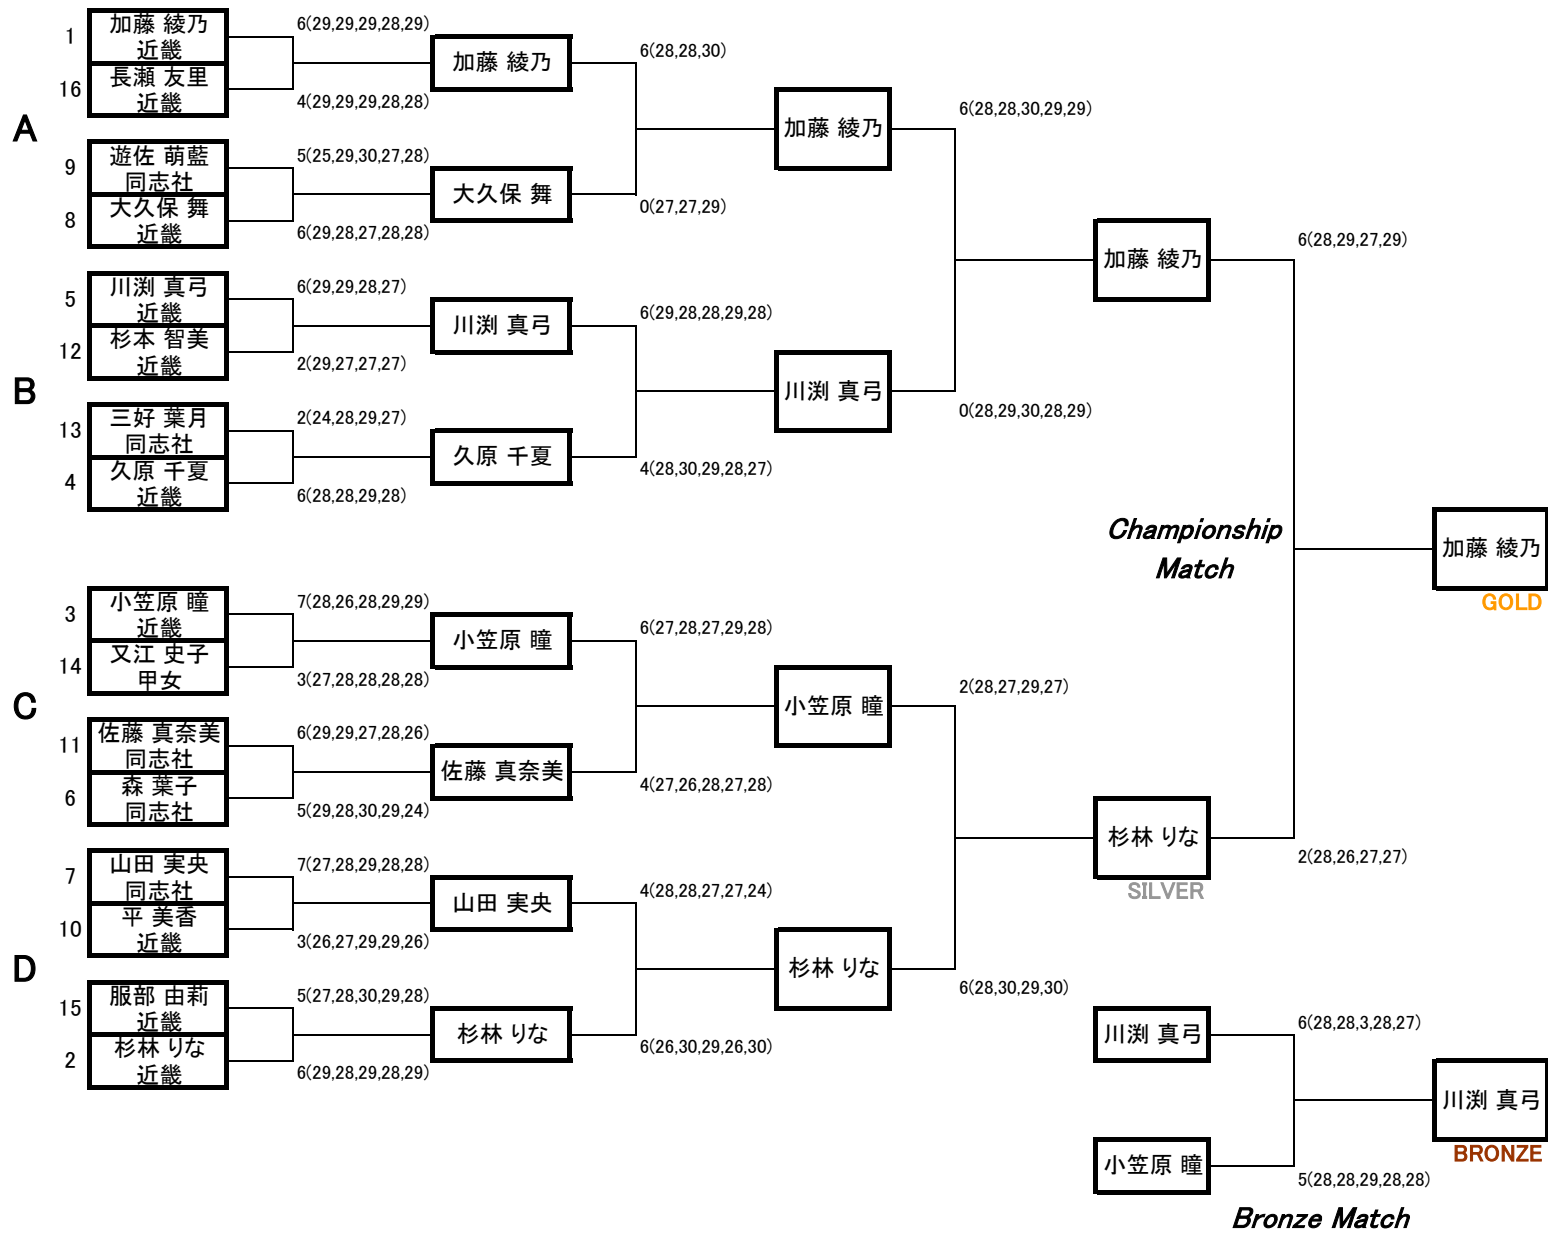 1
加藤 綾乃
近畿
6(29,29,29,28,29)
16
長瀬 友里
近畿
4(29,29,29,28,28)
加藤 綾乃
6(28,28,30)
A
9
遊佐 萌藍
同志社
5(25,29,30,27,28)
8
大久保 舞
近畿
6(29,28,27,28,28)
大久保 舞
0(27,27,29)
加藤 綾乃
6(28,28,30,29,29)
5
川渕 真弓
近畿
6(29,29,28,27)
12
杉本 智美
近畿
2(29,27,27,27)
川渕 真弓
6(29,28,28,29,28)
B
13
三好 葉月
同志社
2(24,28,29,27)
4
久原 千夏
近畿
6(28,28,29,28)
久原 千夏
4(28,30,29,28,27)
川渕 真弓
0(28,29,30,28,29)
加藤 綾乃
6(28,29,27,29)
Championship
Match
加藤 綾乃
GOLD
3
小笠原 瞳
近畿
7(28,26,28,29,29)
14
又江 史子
甲女
3(27,28,28,28,28)
小笠原 瞳
6(27,28,27,29,28)
C
11
佐藤 真奈美
同志社
6(29,29,27,28,26)
6
森 葉子
同志社
5(29,28,30,29,24)
佐藤 真奈美
4(27,26,28,27,28)
小笠原 瞳
2(28,27,29,27)
7
山田 実央
同志社
7(27,28,29,28,28)
10
平 美香
近畿
3(26,27,29,29,26)
山田 実央
4(28,28,27,27,24)
D
15
服部 由莉
近畿
5(27,28,30,29,28)
2
杉林 りな
近畿
6(29,28,29,28,29)
杉林 りな
6(26,30,29,26,30)
杉林 りな
6(28,30,29,30)
杉林 りな
SILVER
2(28,26,27,27)
川渕 真弓
6(28,28,3,28,27)
小笠原 瞳
5(28,28,29,28,28)
川渕 真弓
BRONZE
Bronze Match